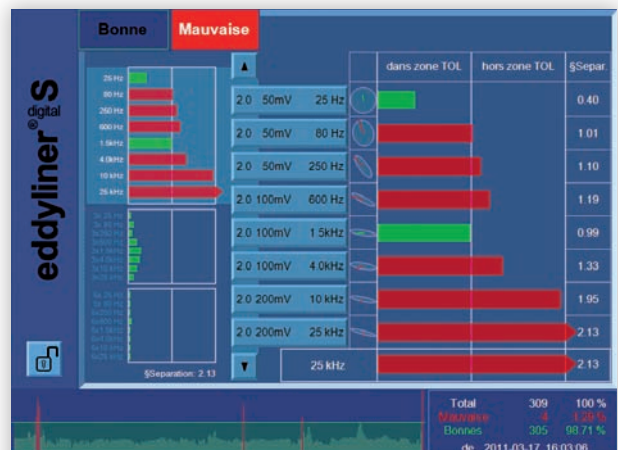 Bonne Mauvaise
eddyliner® digital S
dans zone TOL hors zone TOL §Separ.
25 Hz
80 Hz
250 Hz
600 Hz
1.5kHz
4.0kHz
10 kHz
25 kHz
2.0 50mV 25 Hz 0.40
2.0 50mV 80 Hz 1.01
2.0 50mV 250 Hz 1.10
2.0 100mV 600 Hz 1.19
2.0 100mV 1.5kHz 0.99
2.0 100mV 4.0kHz 1.33
2.0 200mV 10 kHz 1.95
2.0 200mV 25 kHz 2.13
25 kHz 2.13
§Separation: 2.13
Total 309 100 %
Mauvaise 4
Bonnes 305 98.71 %
de 2011-03-17 16:03:06